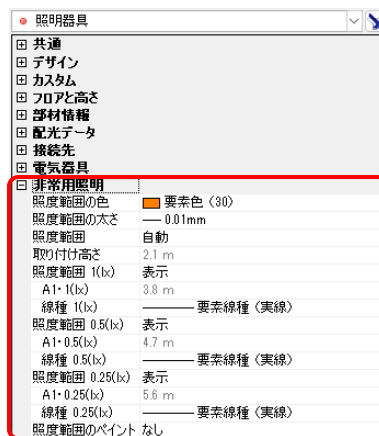 照明器具
共通
デザイン
カスタム
フロアと高さ
部材情報
配光データ
接続先
電気器具
非常用照明
照度範囲の色 要素色（30）
照度範囲の太さ 0.01mm
照度範囲 自動
取り付け高さ 2.1 m
照度範囲 1(lx) 表示
A1・1(lx) 3.8 m
線種 1(lx) 要素線種（実線）
照度範囲 0.5(lx) 表示
A1・0.5(lx) 4.7 m
線種 0.5(lx) 要素線種（実線）
照度範囲 0.25(lx) 表示
A1・0.25(lx) 5.6 m
線種 0.25(lx) 要素線種（実線）
照度範囲のペイント なし